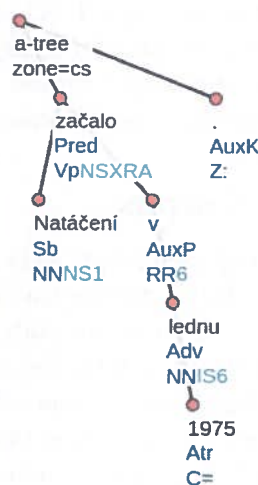 a-tree
zone=cs
začalo
Pred
VpNSXRA
.
AuxK
Z:
Natáčení
Sb
NNNS1
v
AuxP
RR6
lednu
Adv
NNIS6
1975
Atr
C=